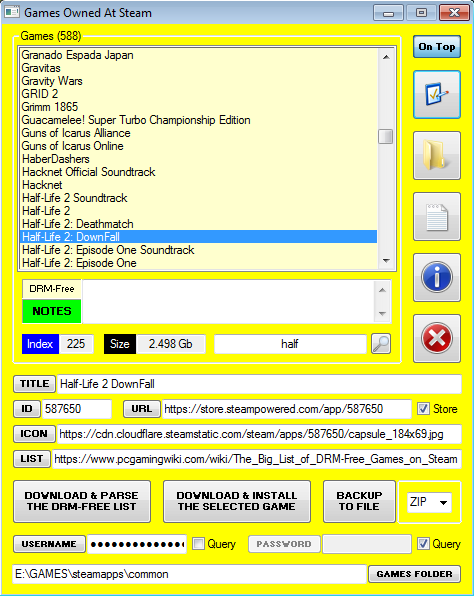 Games Owned At Steam
Games (588)
On Top
Granado Espada Japan
Gravitas
Gravity Wars
GRID 2
Grimm 1865
Guacamelee! Super Turbo Championship Edition
Guns of Icarus Alliance
Guns of Icarus Online
HaberDashers
Hacknet Official Soundtrack
Hacknet
Half-Life 2 Soundtrack
Half-Life 2
Half-Life 2: Deathmatch
Half-Life 2: DownFall
Half-Life 2: Episode One Soundtrack
Half-Life 2: Episode One
DRM-Free
NOTES
Index 225 Size 2.498 Gb half
TITLE Half-Life 2 DownFall
ID 587650 URL https://store.steampowered.com/app/587650 Store
ICON https://cdn.cloudflare.steamstatic.com/steam/apps/587650/capsule_184x69.jpg
LIST https://www.pcgamingwiki.com/wiki/The_Big_List_of_DRM-Free_Games_on_Steam
DOWNLOAD & PARSE THE DRM-FREE LIST
DOWNLOAD & INSTALL THE SELECTED GAME
BACKUP TO FILE
ZIP
USERNAME Query PASSWORD Query
E:\GAMES\steamapps\common GAMES FOLDER